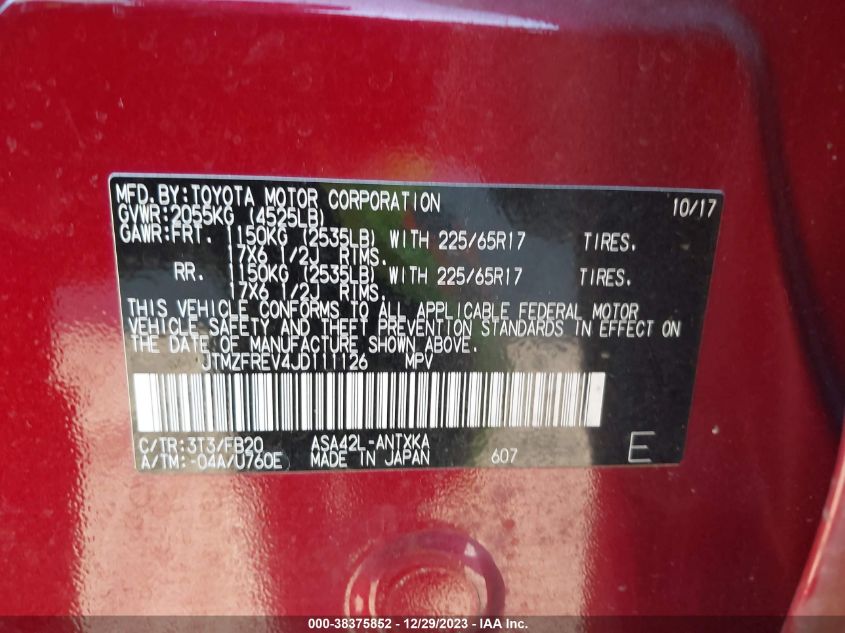 MFD.BY:TOYOTA MOTOR CORPORATION 10/17
GVWR:2055KG (4525LB)
GAWR:FRT. 1150KG (2535LB) WITH 225/65R17 TIRES.
17X6 1/2J RIMS.
RR. 1150KG (2535LB) WITH 225/65R17 TIRES.
17X6 1/2J RIMS.
THIS VEHICLE CONFORMS TO ALL APPLICABLE FEDERAL MOTOR
VEHICLE SAFETY AND THEFT PREVENTION STANDARDS IN EFFECT ON
THE DATE OF MANUFACTURE SHOWN ABOVE.
JTMZFREV4JD111126 MPV
C/TR:3T3/FB20 ASA42L-ANTXKA
A/TM:-04A/U760E MADE IN JAPAN 607 E
000-38375852 - 12/29/2023 - IAAI Inc.